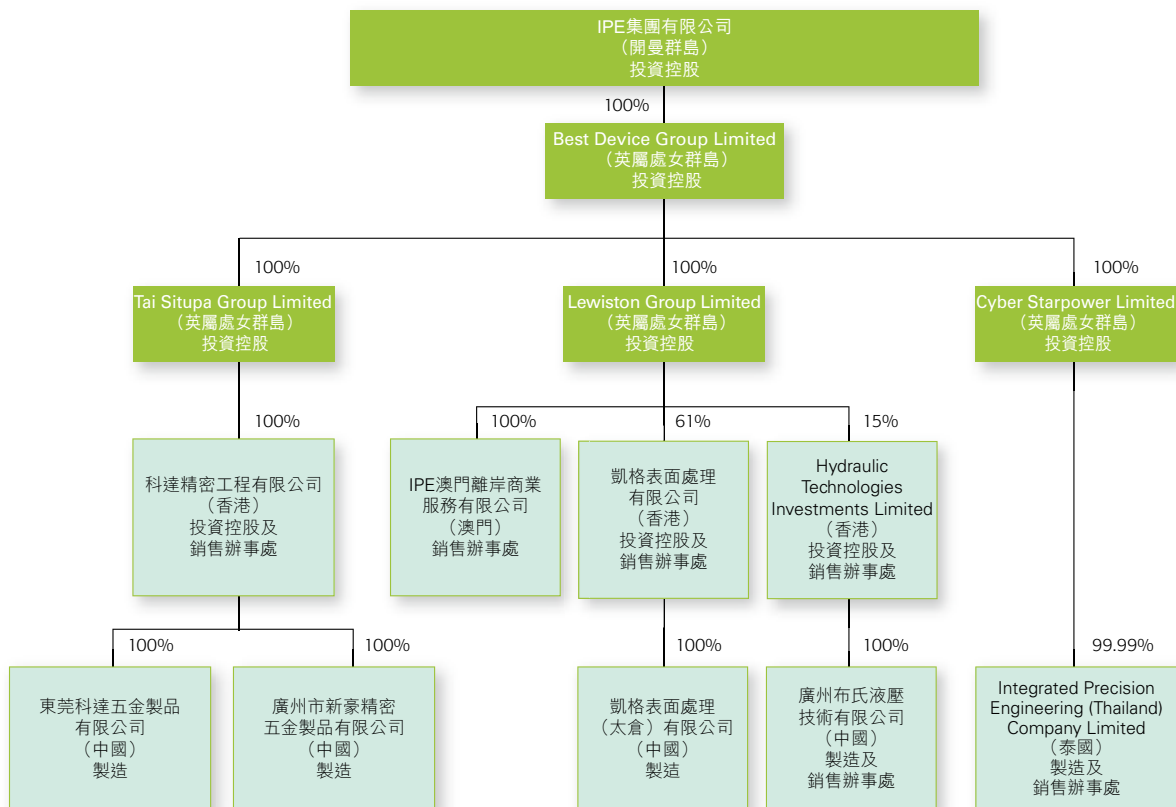 IPE集團有限公司
（開曼群島）
投資控股
100%
Best Device Group Limited
（英屬處女群島）
投資控股
100%
100%
100%
Tai Situpa Group Limited
（英屬處女群島）
投資控股
Lewiston Group Limited
（英屬處女群島）
投資控股
Cyber Starpower Limited
（英屬處女群島）
投資控股
100%
100%
61%
15%
科達精密工程有限公司
（香港）
投資控股及
銷售辦事處
IPE澳門離岸商業
服務有限公司
（澳門）
銷售辦事處
凱格表面處理
有限公司
（香港）
投資控股及
銷售辦事處
Hydraulic
Technologies
Investments Limited
（香港）
投資控股及
銷售辦事處
100%
100%
100%
100%
99.99%
東莞科達五金製品
有限公司
（中國）
製造
廣州市新豪精密
五金製品有限公司
（中國）
製造
凱格表面處理
（太倉）有限公司
（中國）
製造
廣州布氏液壓
技術有限公司
（中國）
製造及
銷售辦事處
Integrated Precision
Engineering (Thailand)
Company Limited
（泰國）
製造及
銷售辦事處